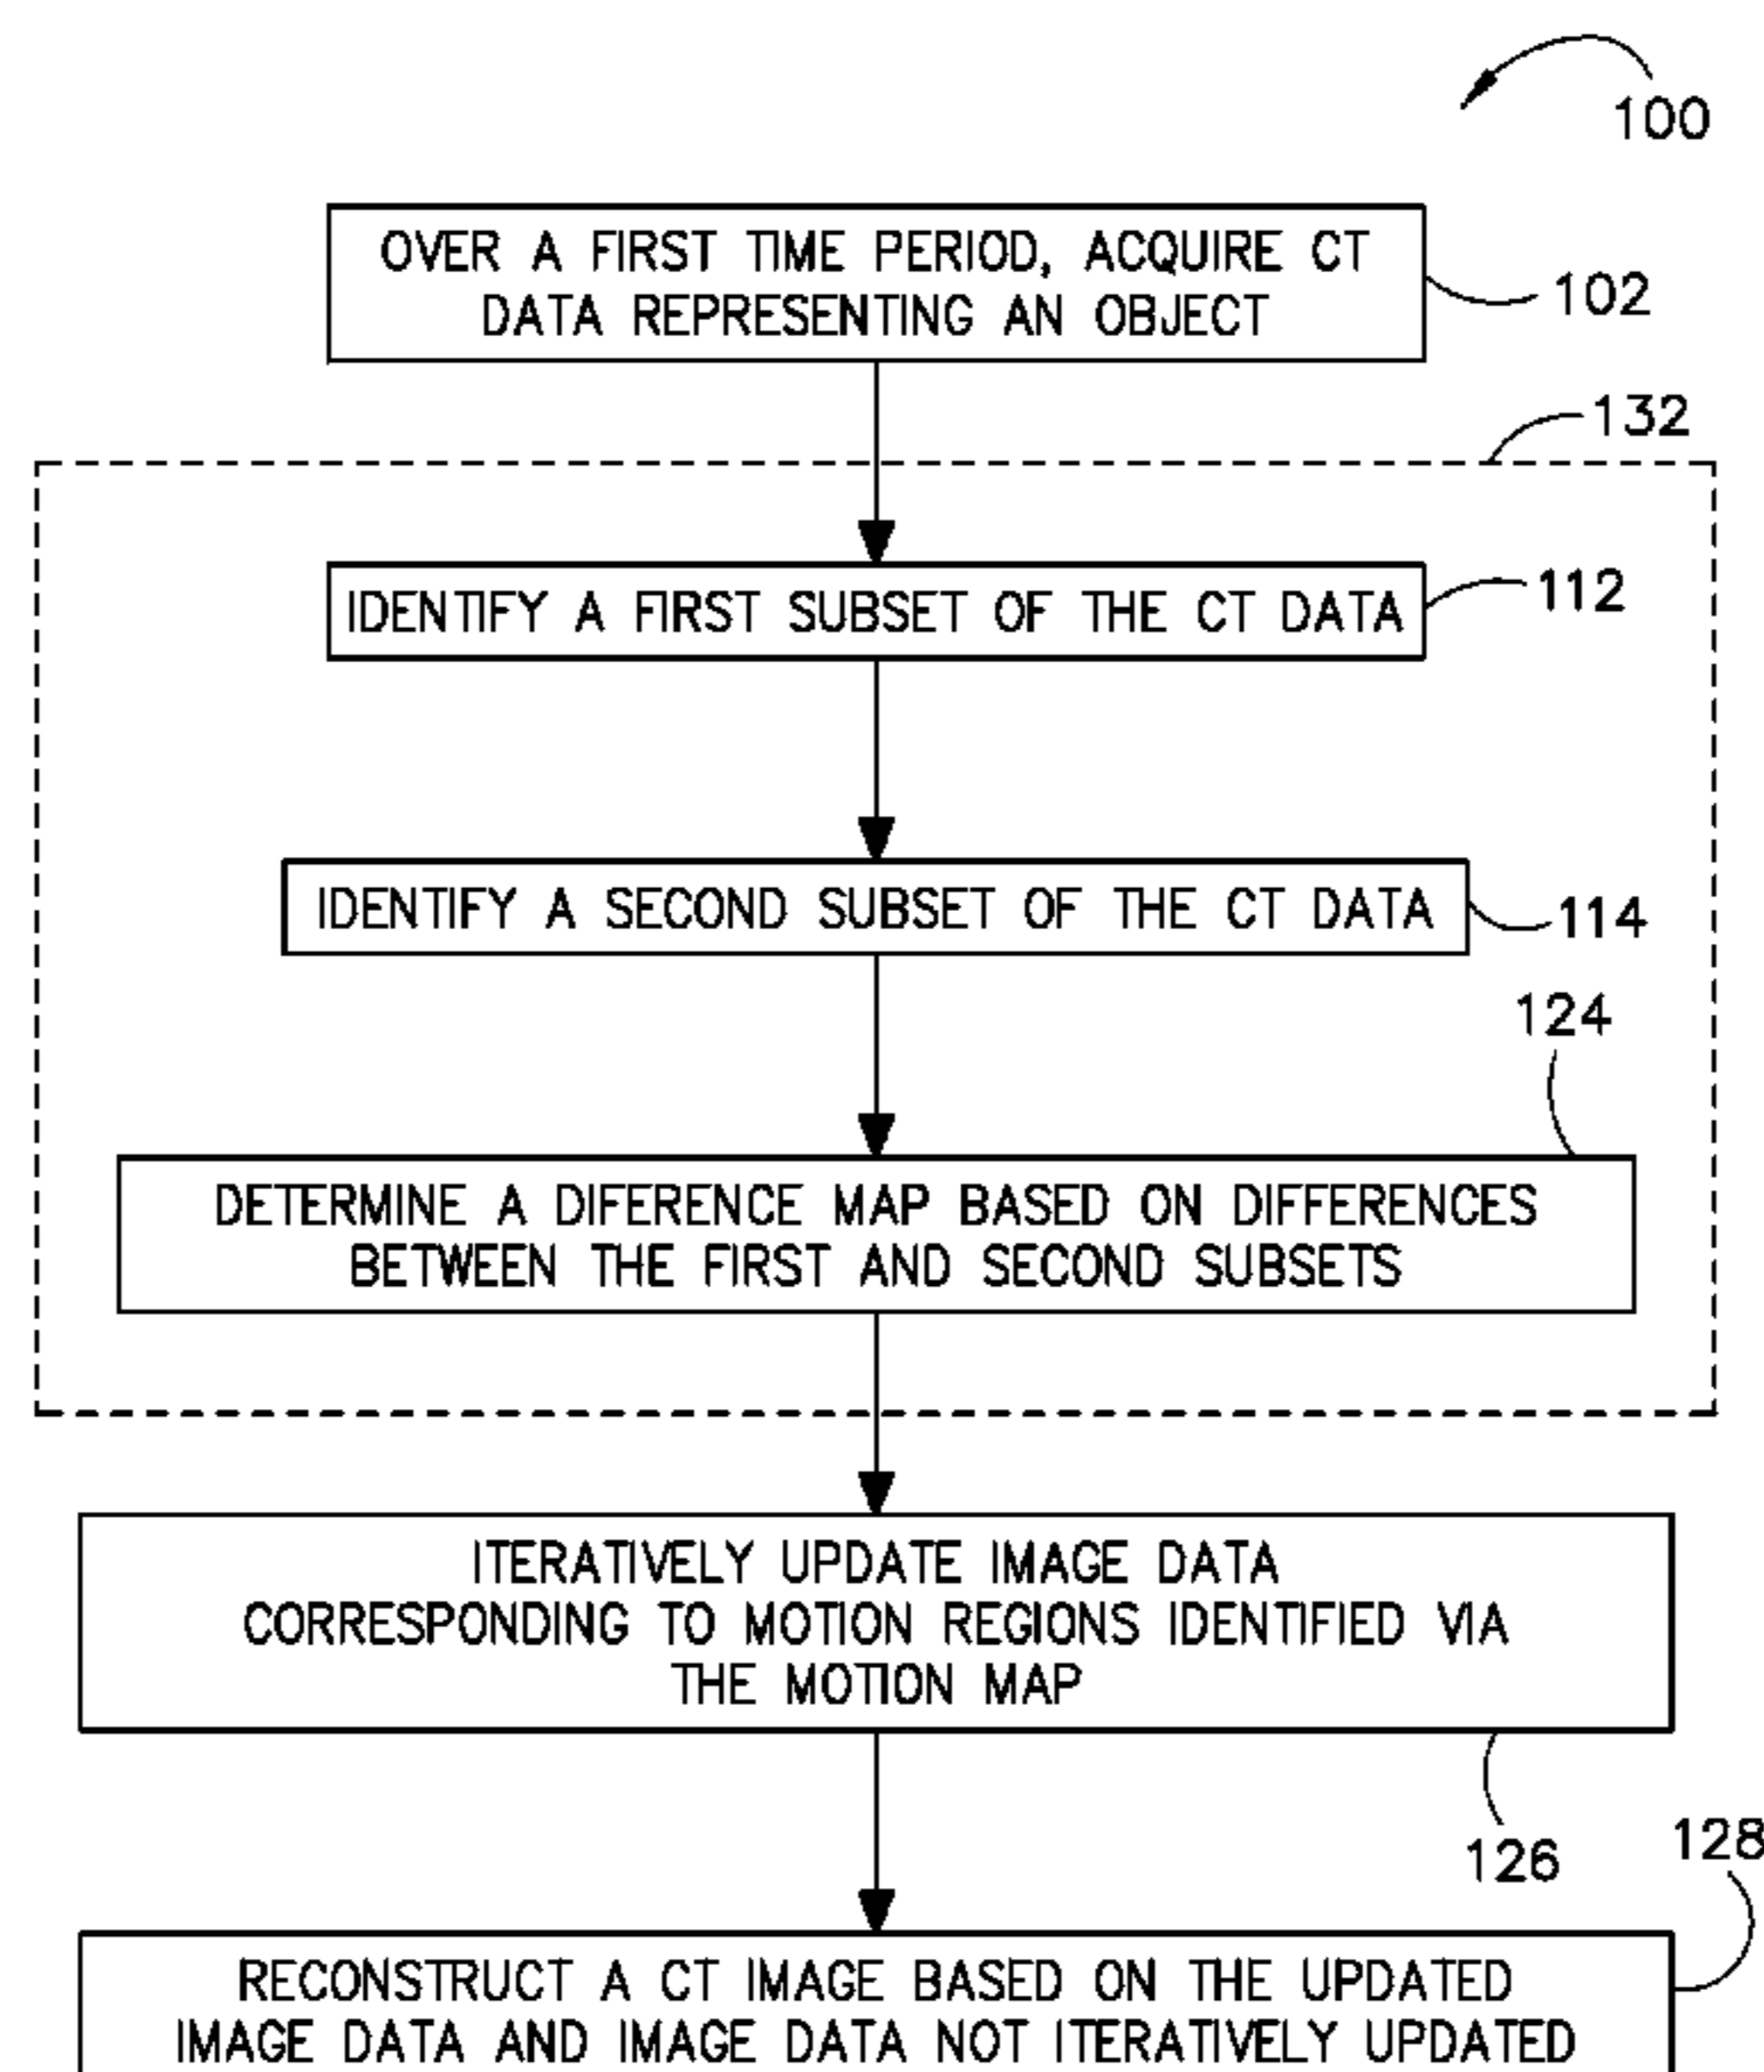 100
OVER A FIRST TIME PERIOD, ACQUIRE CT
DATA REPRESENTING AN OBJECT
102
132
IDENTIFY A FIRST SUBSET OF THE CT DATA
112
IDENTIFY A SECOND SUBSET OF THE CT DATA
114
124
DETERMINE A DIFERENCE MAP BASED ON DIFFERENCES
BETWEEN THE FIRST AND SECOND SUBSETS
ITERATIVELY UPDATE IMAGE DATA
CORRESPONDING TO MOTION REGIONS IDENTIFIED VIA
THE MOTION MAP
126
128
RECONSTRUCT A CT IMAGE BASED ON THE UPDATED
IMAGE DATA AND IMAGE DATA NOT ITERATIVELY UPDATED